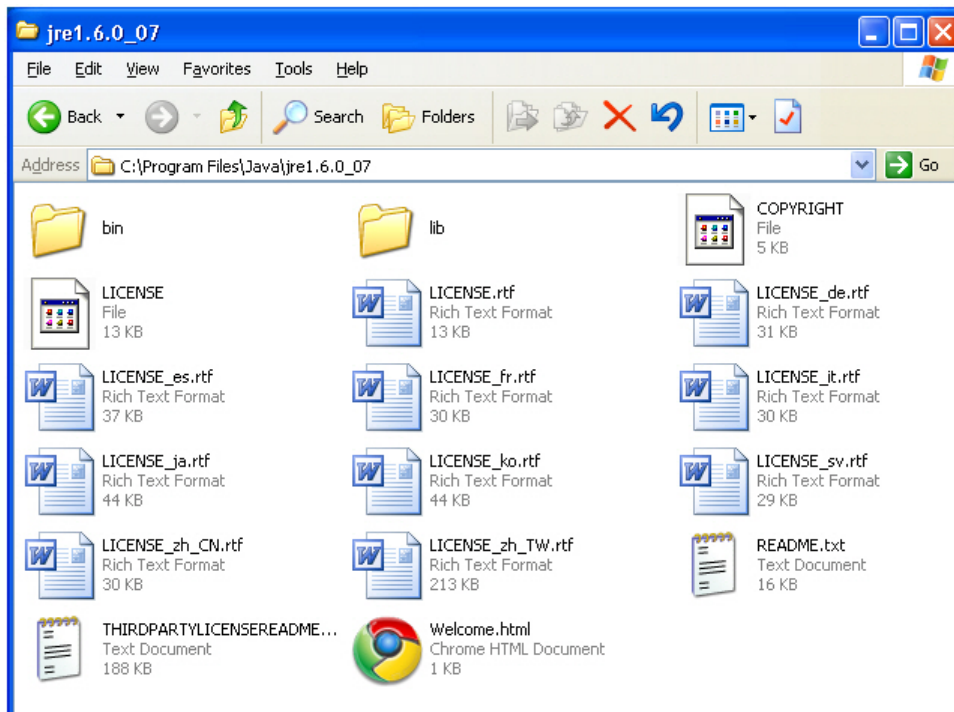 jre1.6.0_07
File Edit View Favorites Tools Help
Back Search Folders
Address C:\Program Files\Java\jre1.6.0_07 Go
bin
lib
COPYRIGHT
File
5 KB
LICENSE
File
13 KB
LICENSE.rtf
Rich Text Format
13 KB
LICENSE_de.rtf
Rich Text Format
31 KB
LICENSE_es.rtf
Rich Text Format
37 KB
LICENSE_fr.rtf
Rich Text Format
30 KB
LICENSE_it.rtf
Rich Text Format
30 KB
LICENSE_ja.rtf
Rich Text Format
44 KB
LICENSE_ko.rtf
Rich Text Format
44 KB
LICENSE_sv.rtf
Rich Text Format
29 KB
LICENSE_zh_CN.rtf
Rich Text Format
30 KB
LICENSE_zh_TW.rtf
Rich Text Format
213 KB
README.txt
Text Document
16 KB
THIRDPARTYLICENSEREADME...
Text Document
188 KB
Welcome.html
Chrome HTML Document
1 KB